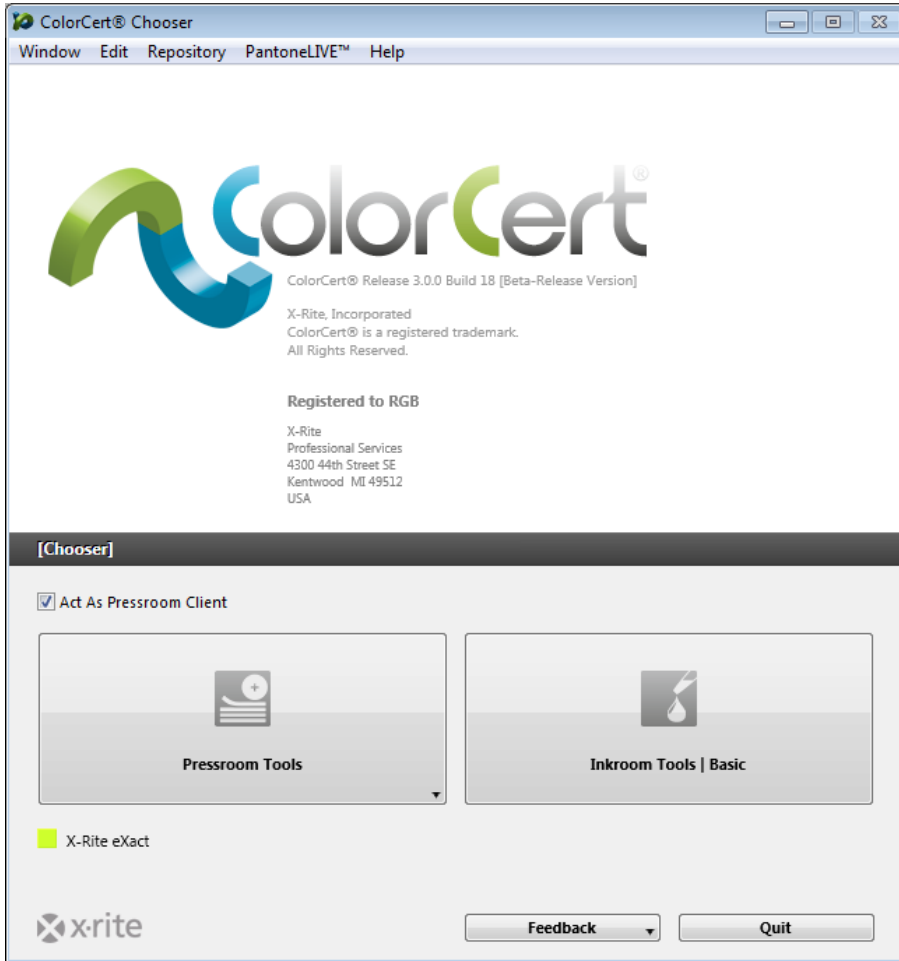 ColorCert® Chooser
Window Edit Repository PantoneLIVE™ Help
ColorCert®
ColorCert® Release 3.0.0 Build 18 [Beta-Release Version]
X-Rite, Incorporated
ColorCert® is a registered trademark.
All Rights Reserved.
Registered to RGB
X-Rite
Professional Services
4300 44th Street SE
Kentwood MI 49512
USA
[Chooser]
Act As Pressroom Client
Pressroom Tools
Inkroom Tools | Basic
X-Rite eXact
x·rite
Feedback
Quit